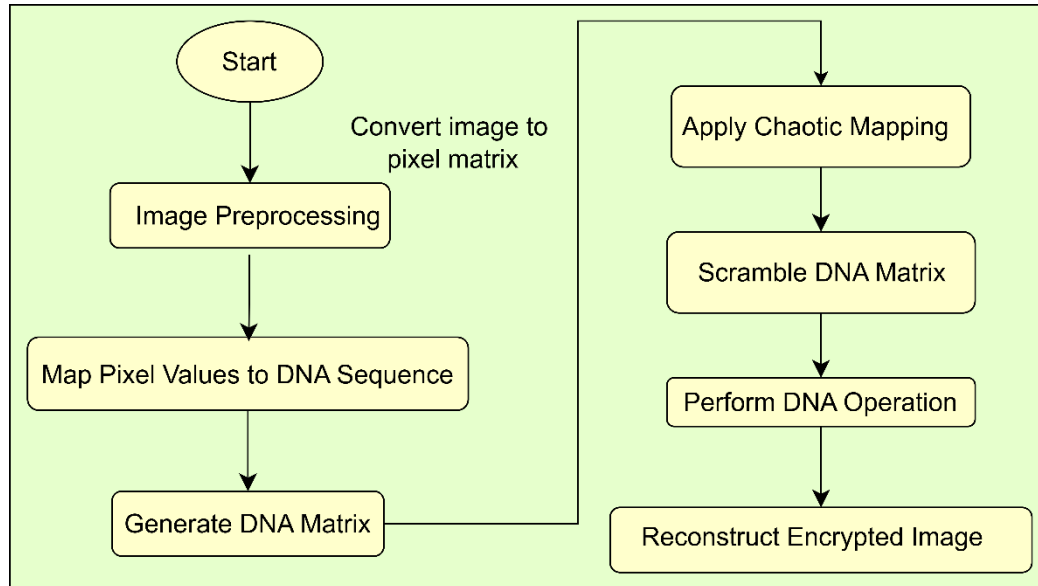 Start
Convert image to
pixel matrix
Image Preprocessing
Map Pixel Values to DNA Sequence
Generate DNA Matrix
Apply Chaotic Mapping
Scramble DNA Matrix
Perform DNA Operation
Reconstruct Encrypted Image